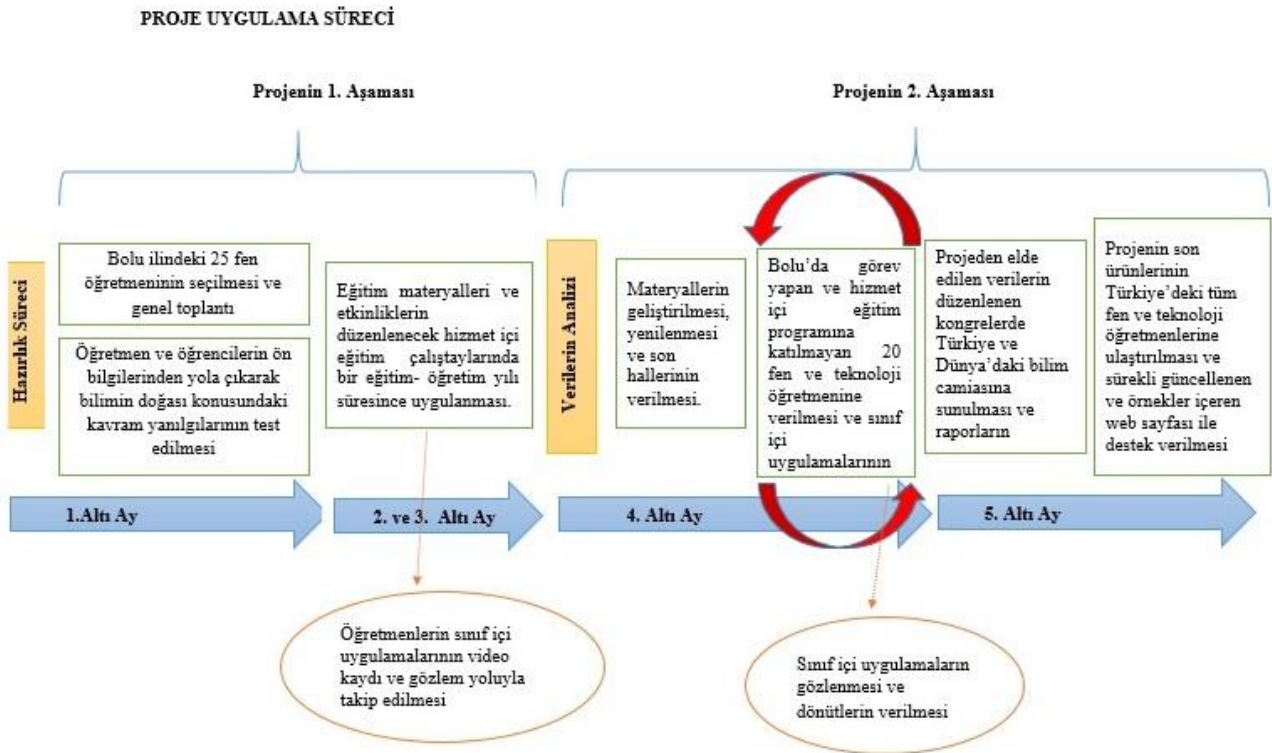 PROJE UYGULAMA SÜRECİ
Projenin 1. Aşaması
Projenin 2. Aşaması
Hazırlık Süreci
Bolu ilindeki 25 fen
öğretmeninin seçilmesi ve
genel toplantı
Öğretmen ve öğrencilerin ön
bilgilerinden yola çıkarak
bilimin doğası konusundaki
kavram yanılgılarının test
edilmesi
Eğitim materyalleri ve
etkinliklerin
düzenlenecek hizmet içi
eğitim çalıştaylarında
bir eğitim- öğretim yılı
süresince uygulanması.
Verilerin Analizi
Materyallerin
geliştirilmesi,
yenilenmesi
ve son
hallerinin
verilmesi.
Bolu’da görev
yapan ve hizmet
içi eğitim
programına
katılmayan 20
fen ve teknoloji
öğretmenine
verilmesi ve sınıf
içi
uygulamalarının
Projeden elde
edilen verilerin
düzenlenen
kongrelerde
Türkiye ve
Dünya’daki bilim
camiasına
sunulması ve
raporların
Projenin son
ürünlerinin
Türkiye’deki tüm
fen ve teknoloji
öğretmenlerine
ulaştırılması ve
sürekli güncellenen
ve örnekler içeren
web sayfası ile
destek verilmesi
1.Altı Ay
2. ve 3. Altı Ay
4. Altı Ay
5. Altı Ay
Öğretmenlerin sınıf içi
uygulamalarının video
kaydı ve gözlem yoluyla
takip edilmesi
Sınıf içi uygulamaların
gözlenmesi ve
dönütlerin verilmesi